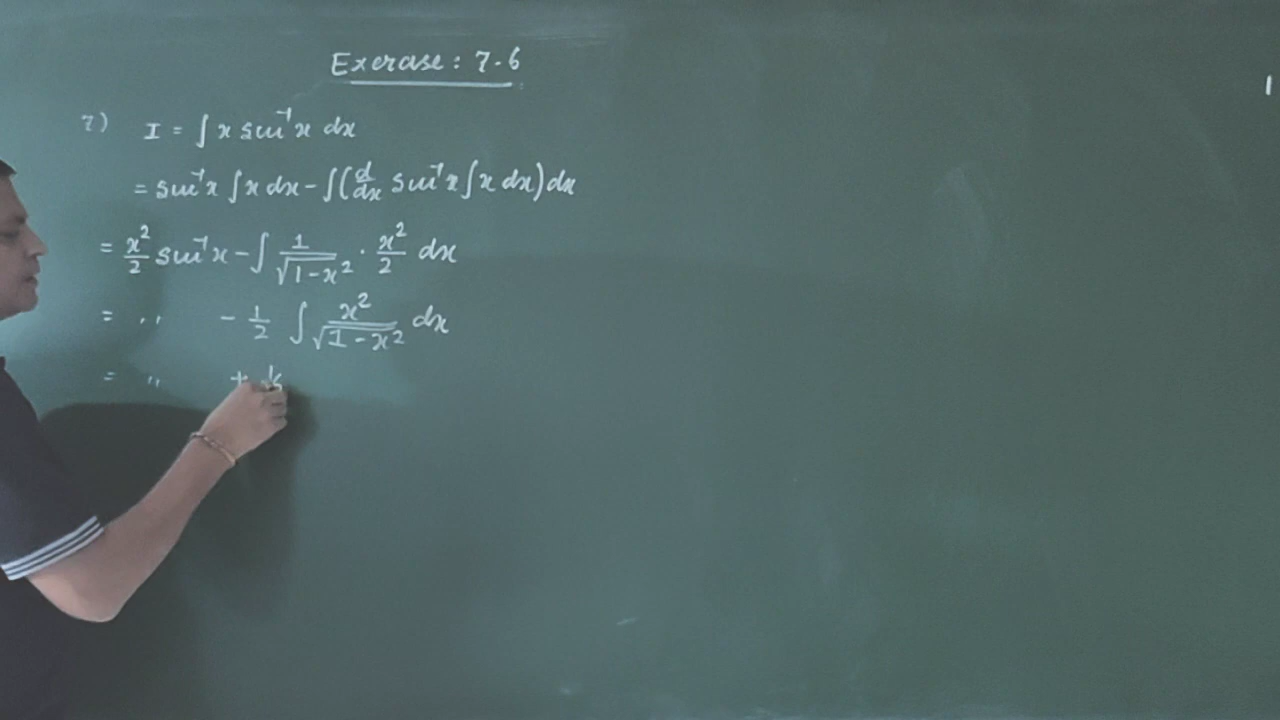 Exercise : 7.6
7) I = ∫ x sin⁻¹x dx
= sin⁻¹x ∫x dx - ∫(d/dx sin⁻¹x ∫x dx) dx
= x²/2 sin⁻¹x - ∫ 1/√(1-x²) · x²/2 dx
= ,, - 1/2 ∫ x²/√(1-x²) dx
= ,, +